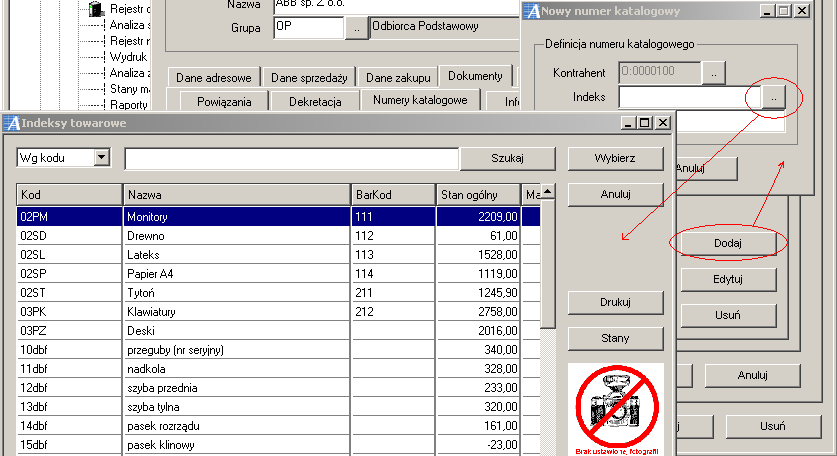 Rejestr
Analiza
Rejestr
Wydruk
Analiza
Stany
Raporty
Nazwa
ABB sp. Z o.o.
Grupa
OP
..
Odbiorca Podstawowy
Dane adresowe
Dane sprzedaży
Dane zakupu
Dokumenty
Powiązania
Dekretacja
Numery katalogowe
Nowy numer katalogowy
Definicja numeru katalogowego
Kontrahent
O:0000100
..
Indeks
..
Anuluj
Dodaj
Edytuj
Usuń
Anuluj
Usuń
Indeksy towarowe
Wg kodu
Szukaj
Wybierz
Anuluj
Drukuj
Stany
Brak ustawionej fotografii
Kod Nazwa BarKod Stan ogólny
02PM Monitory 111 2209,00
02SD Drewno 112 61,00
02SL Lateks 113 1528,00
02SP Papier A4 114 1119,00
02ST Tytoń 211 1245,90
03PK Klawiatury 212 2758,00
03PZ Deski 2016,00
10dbf przeguby (nr seryjny) 340,00
11dbf nadkola 328,00
12dbf szyba przednia 233,00
13dbf szyba tylna 320,00
14dbf pasek rozrządu 161,00
15dbf pasek klinowy -23,00